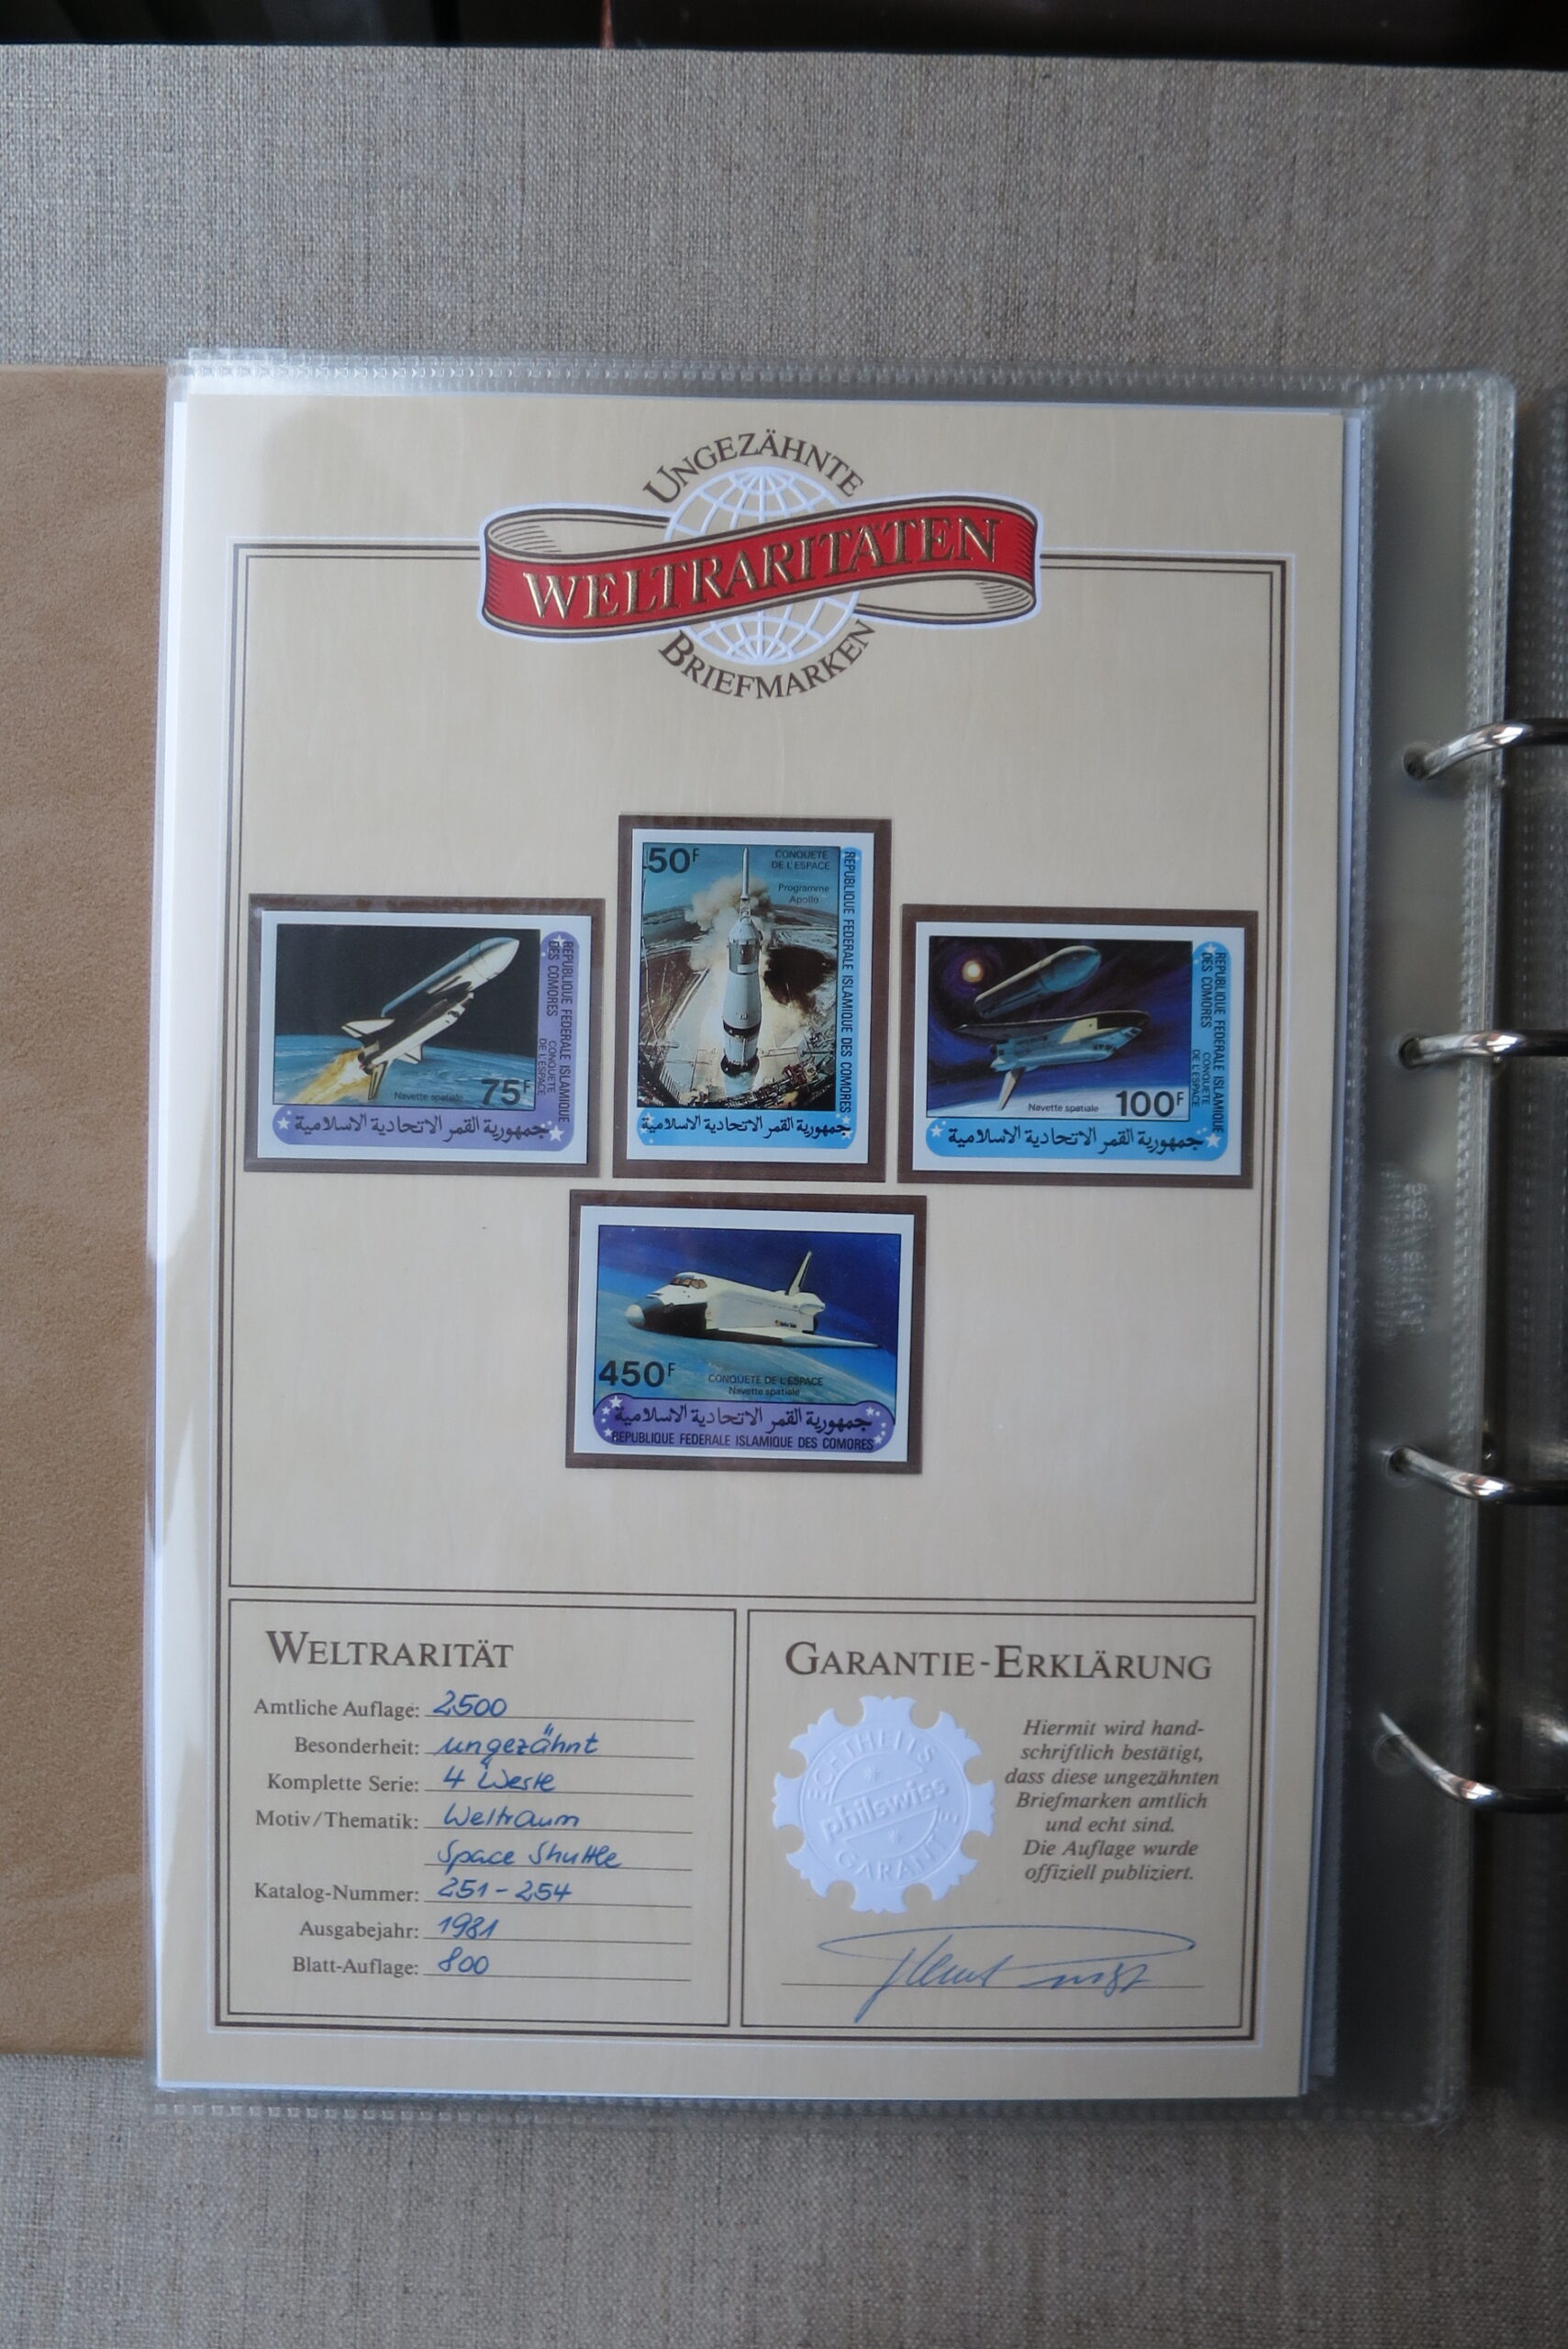 UNGEZÄHNTE
WELTRARITÄTEN
BRIEFMARKEN
50F
CONQUETE
DE L'ESPACE
Programme
Apollo
REPUBLIQUE FEDERALE ISLAMIQUE DES COMORES
جمهورية القمر الاتحادية الاسلامية
REPUBLIQUE FEDERALE ISLAMIQUE
DES COMORES
CONQUETE
DE L'ESPACE
Navette spatiale
75F
جمهورية القمر الاتحادية الاسلامية
REPUBLIQUE FEDERALE ISLAMIQUE
DES COMORES
CONQUETE
DE L'ESPACE
Navette spatiale
100F
جمهورية القمر الاتحادية الاسلامية
450F
CONQUETE DE L'ESPACE
Navette spatiale
جمهورية القمر الاتحادية الاسلامية
REPUBLIQUE FEDERALE ISLAMIQUE DES COMORES
WELTRARITÄT
Amtliche Auflage: 2500
Besonderheit: ungezähnt
Komplette Serie: 4 Werte
Motiv/Thematik: Weltraum
Space Shuttle
Katalog-Nummer: 251-254
Ausgabejahr: 1981
Blatt-Auflage: 800
GARANTIE-ERKLÄRUNG
ECHTHEITS
philswiss
GARANTIE
Hiermit wird hand-
schriftlich bestätigt,
dass diese ungezähnten
Briefmarken amtlich
und echt sind.
Die Auflage wurde
offiziell publiziert.